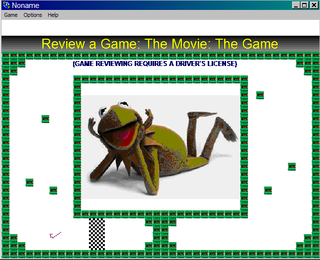 Noname
Game Options Help
Review a Game: The Movie: The Game
(GAME REVIEWING REQUIRES A DRIVER'S LICENSE)